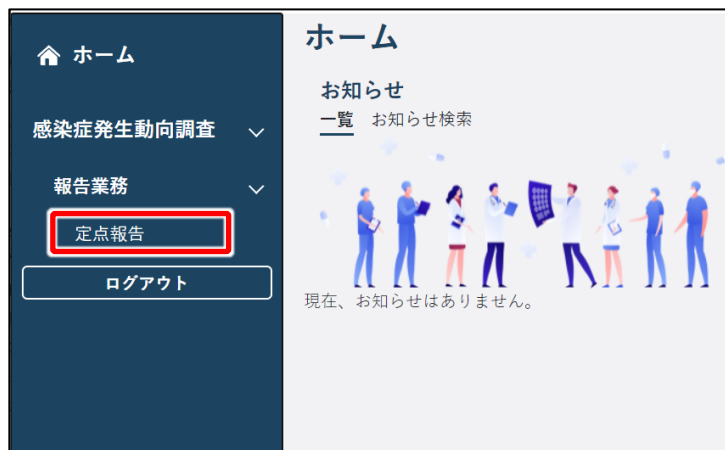 ホーム
感染症発生動向調査
報告業務
定点報告
ログアウト
ホーム
お知らせ
一覧 お知らせ検索
現在、お知らせはありません。